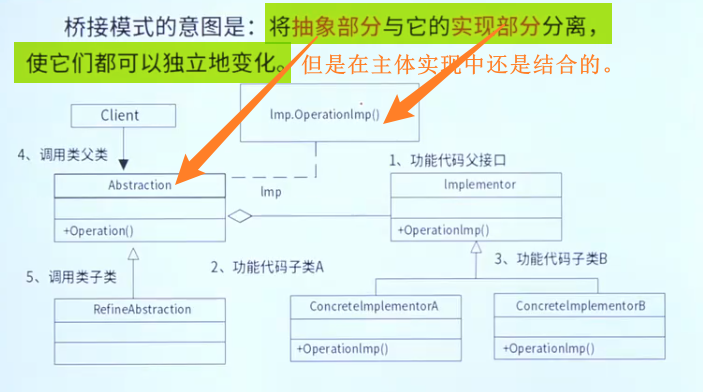 桥接模式的意图是：将抽象部分与它的实现部分分离，
使它们都可以独立地变化。但是在主体实现中还是结合的。
Client
Imp.OperationImp()
4、调用类父类
1、功能代码父接口
Abstraction
Imp
Implementor
+Operation()
+OperationImp()
5、调用类子类
2、功能代码子类A
3、功能代码子类B
RefineAbstraction
ConcreteImplementorA
ConcreteImplementorB
+OperationImp()
+OperationImp()